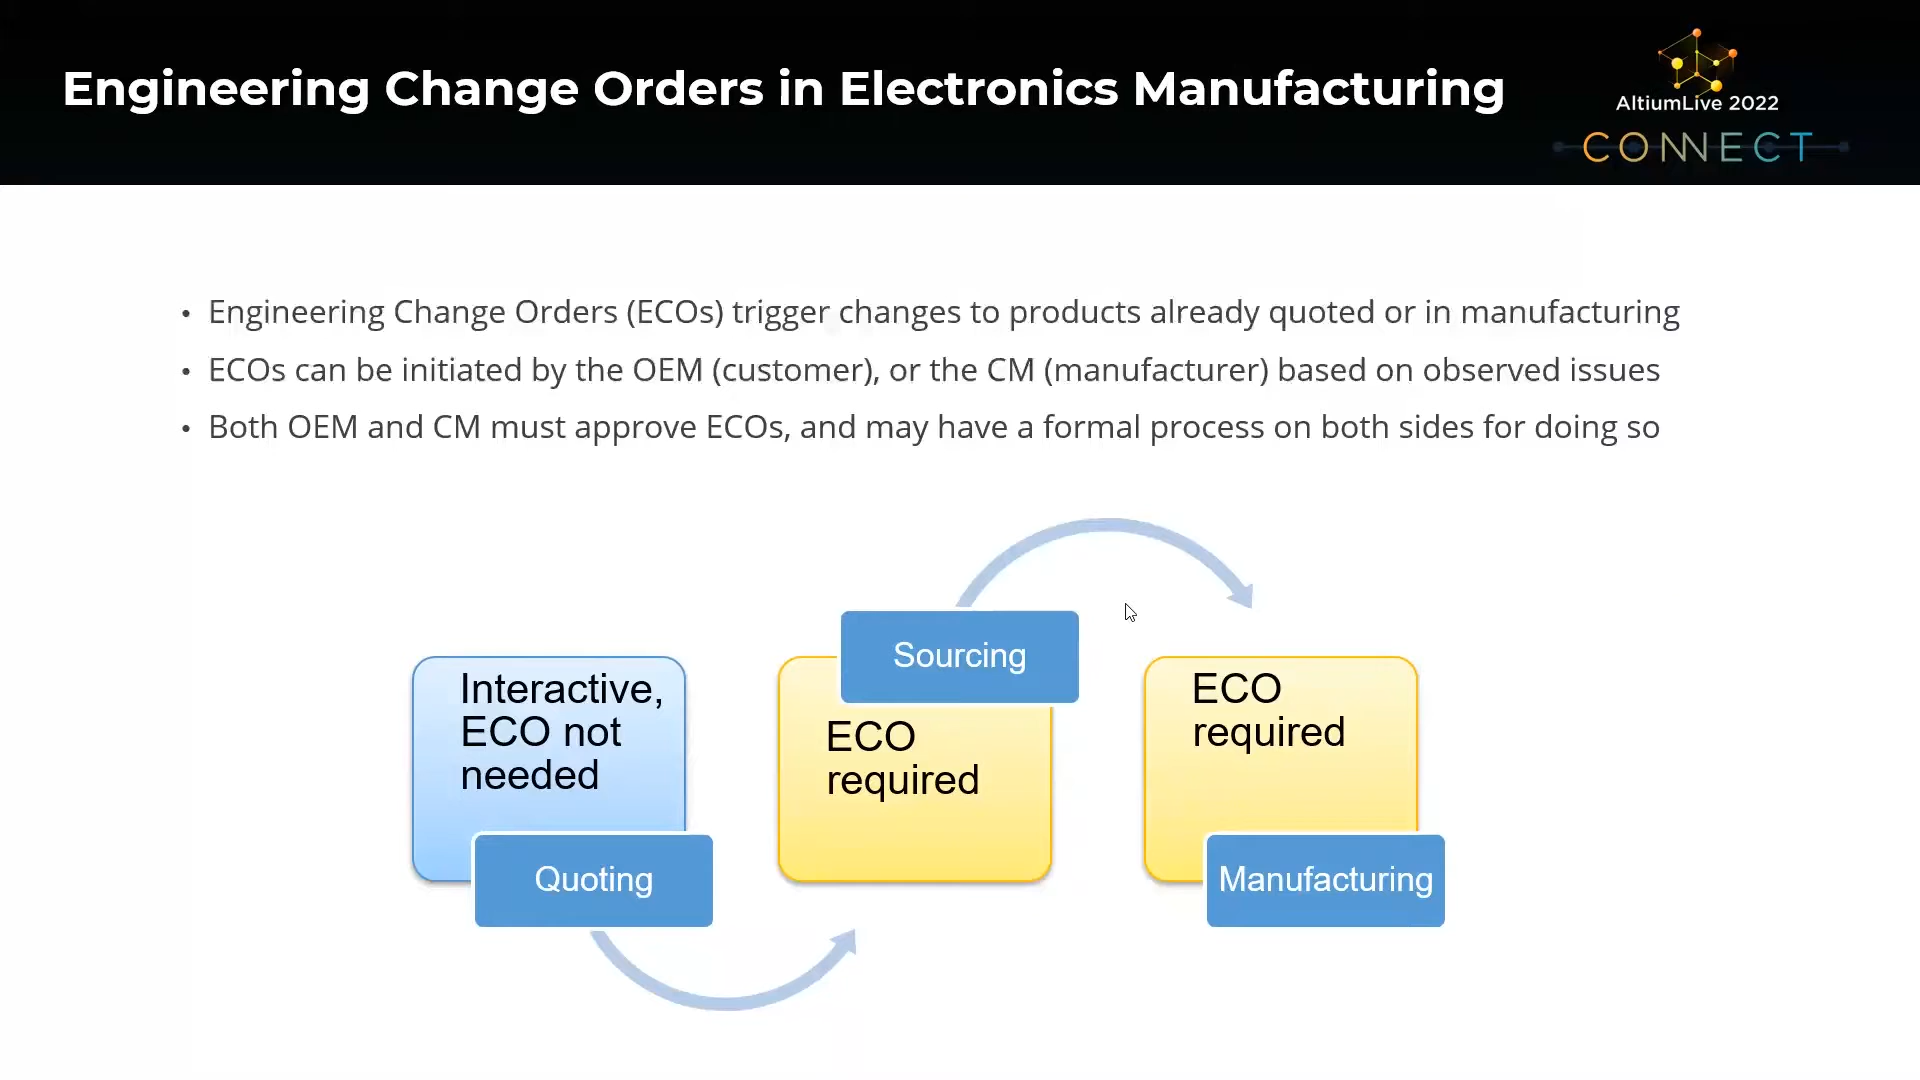 Engineering Change Orders in Electronics Manufacturing
AltiumLive 2022
CONNECT
• Engineering Change Orders (ECOs) trigger changes to products already quoted or in manufacturing
• ECOs can be initiated by the OEM (customer), or the CM (manufacturer) based on observed issues
• Both OEM and CM must approve ECOs, and may have a formal process on both sides for doing so
Interactive,
ECO not
needed
Quoting
Sourcing
ECO
required
ECO
required
Manufacturing